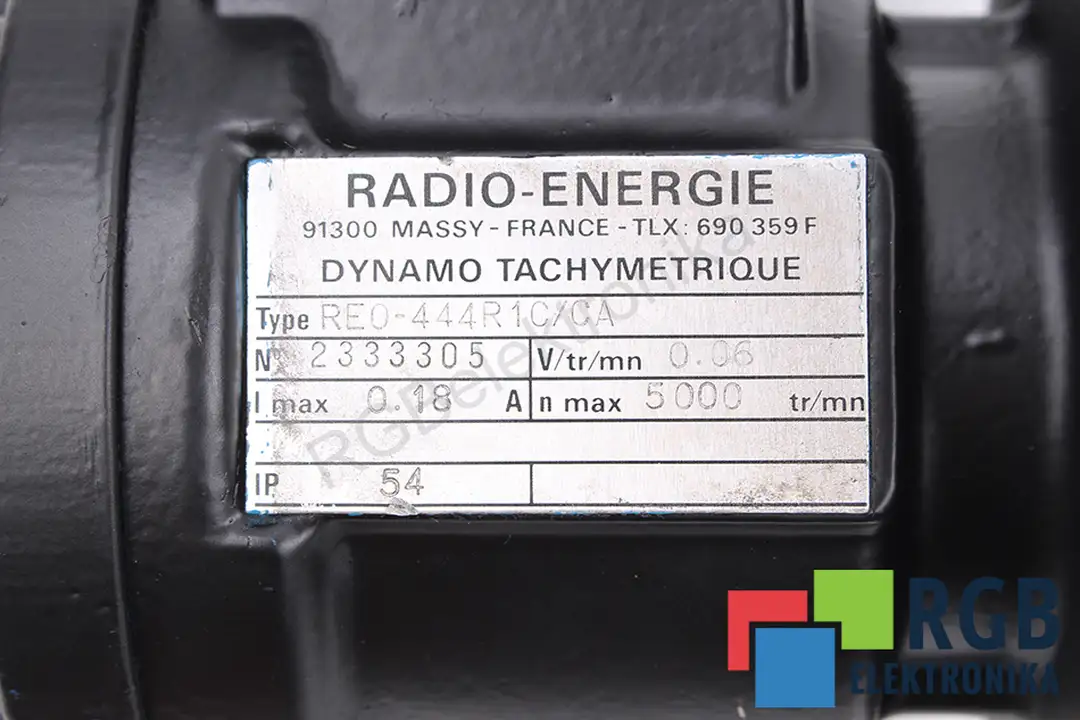 RADIO-ENERGIE
91300 MASSY - FRANCE - TLX: 690 359 F
DYNAMO TACHYMETRIQUE
Type REO-444R1C/CA
N° 2333305 V/tr/mn 0.06
I max 0.18 A n max 5000 tr/mn
IP 54
RGBelektronika
RGB
ELEKTRONIKA